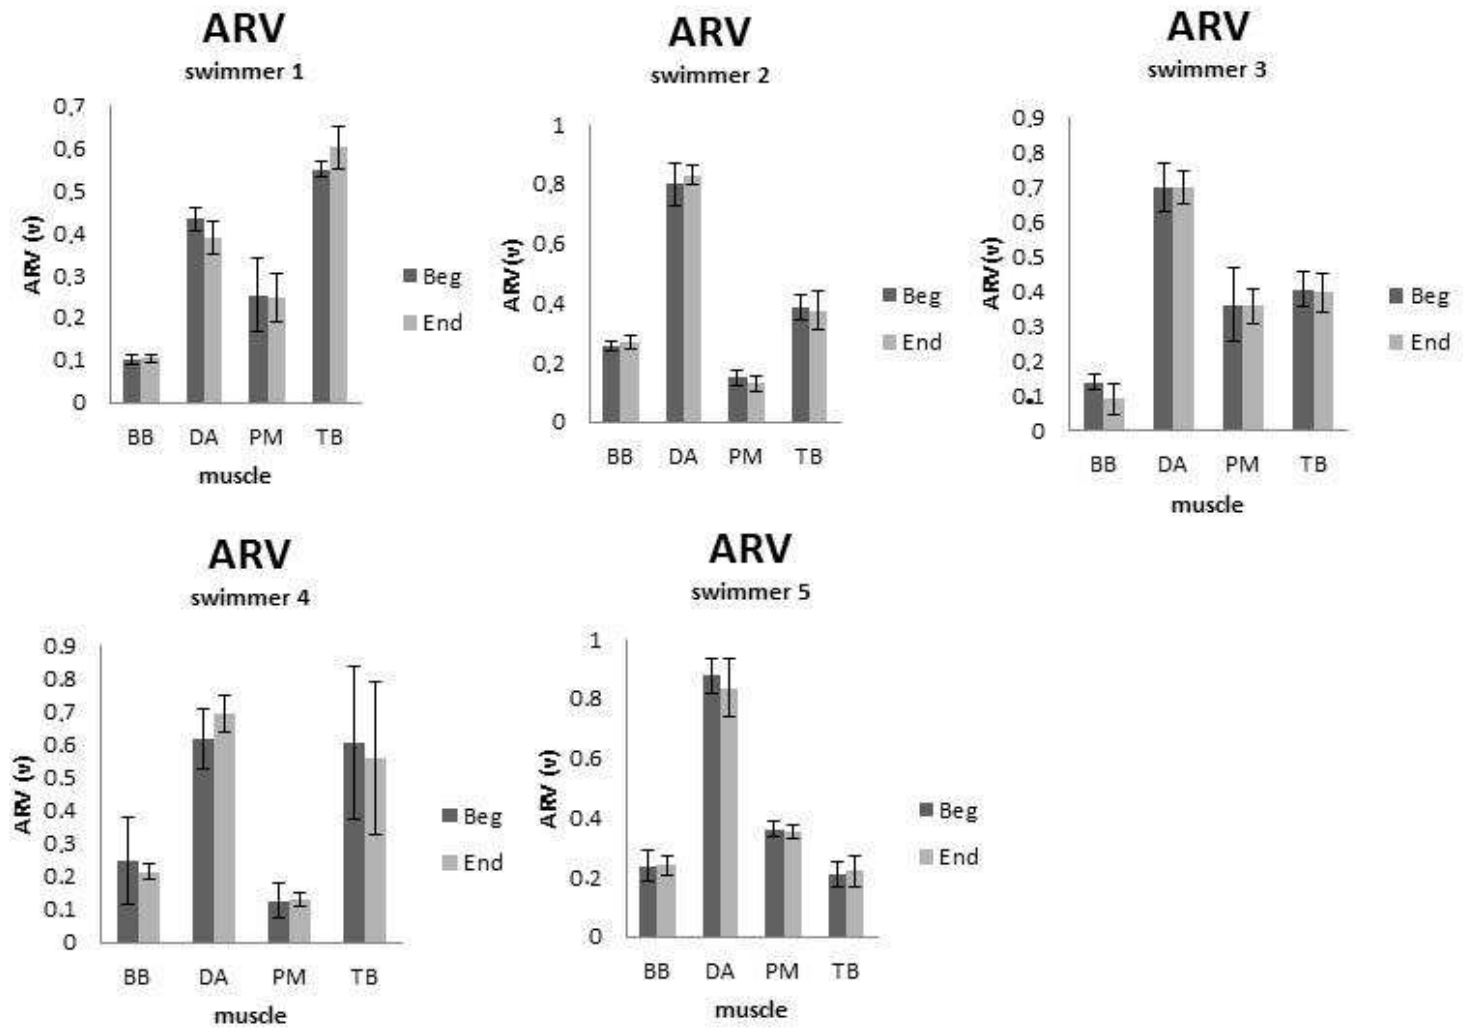 ARV
swimmer 1
0,7
0,6
0,5
0,4
0,3
0,2
0,1
0
ARV (v)
BB DA PM TB
muscle
Beg
End
ARV
swimmer 2
1
0,8
0,6
0,4
0,2
0
ARV (v)
BB DA PM TB
Beg
End
ARV
swimmer 3
0,9
0,8
0,7
0,6
0,5
0,4
0,3
0,2
0,1
0
ARV (v)
BB DA PM TB
muscle
Beg
End
ARV
swimmer 4
0,9
0,8
0,7
0,6
0,5
0,4
0,3
0,2
0,1
0
ARV (v)
BB DA PM TB
muscle
Beg
End
ARV
swimmer 5
1
0,8
0,6
0,4
0,2
0
ARV (v)
BB DA PM TB
muscle
Beg
End